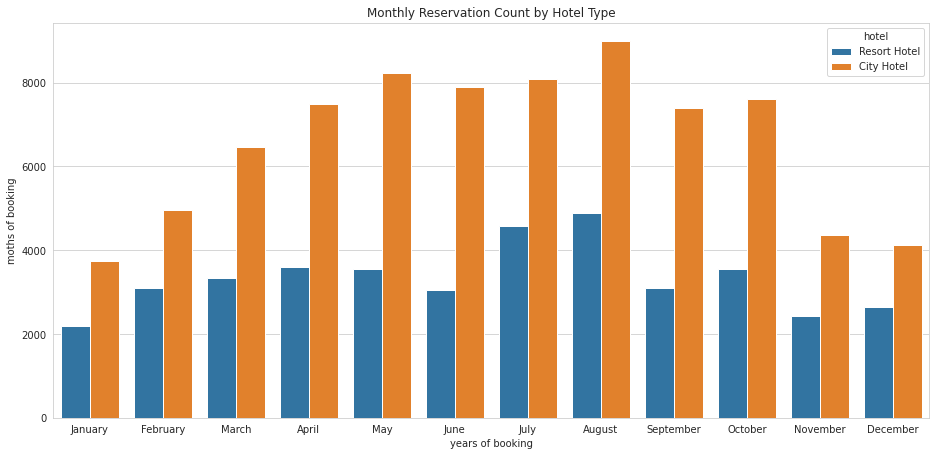 Monthly Reservation Count by Hotel Type
hotel
Resort Hotel
City Hotel
moths of booking
8000
6000
4000
2000
0
January February March April May June July August September October November December
years of booking